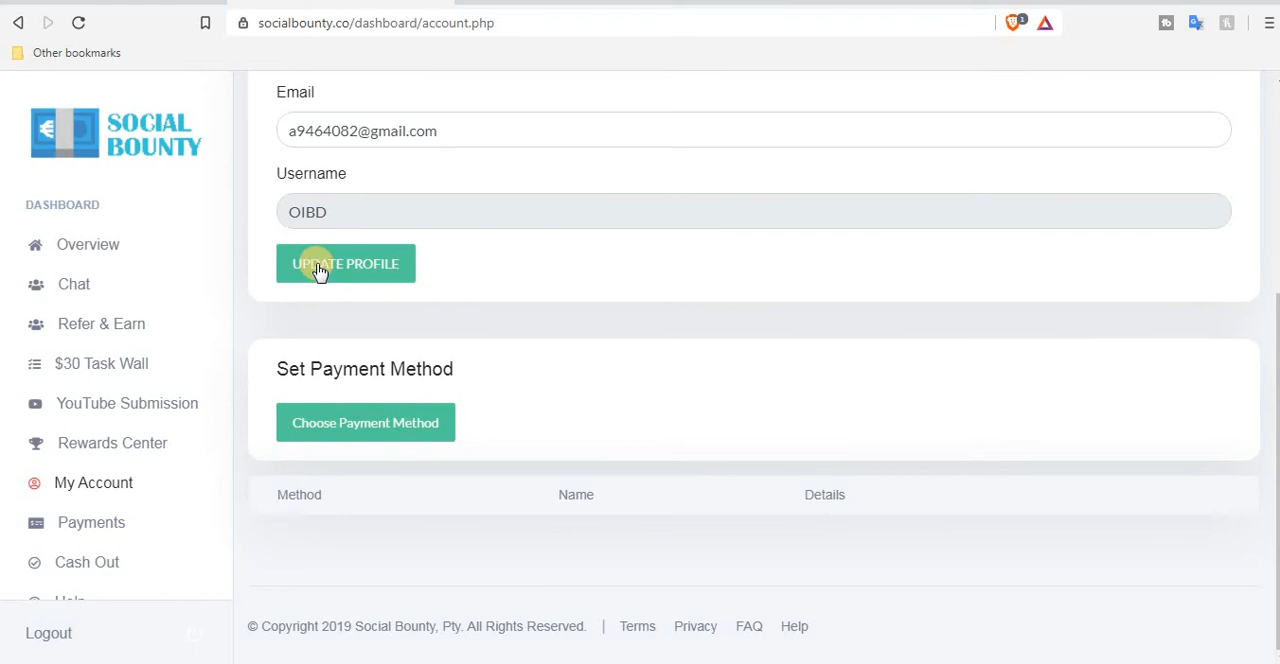 socialbounty.co/dashboard/account.php
Other bookmarks
SOCIAL
BOUNTY
DASHBOARD
Overview
Chat
Refer & Earn
$30 Task Wall
YouTube Submission
Rewards Center
My Account
Payments
Cash Out
Help
Logout
Email
a9464082@gmail.com
Username
OIBD
UPDATE PROFILE
Set Payment Method
Choose Payment Method
Method Name Details
© Copyright 2019 Social Bounty, Pty. All Rights Reserved. | Terms Privacy FAQ Help